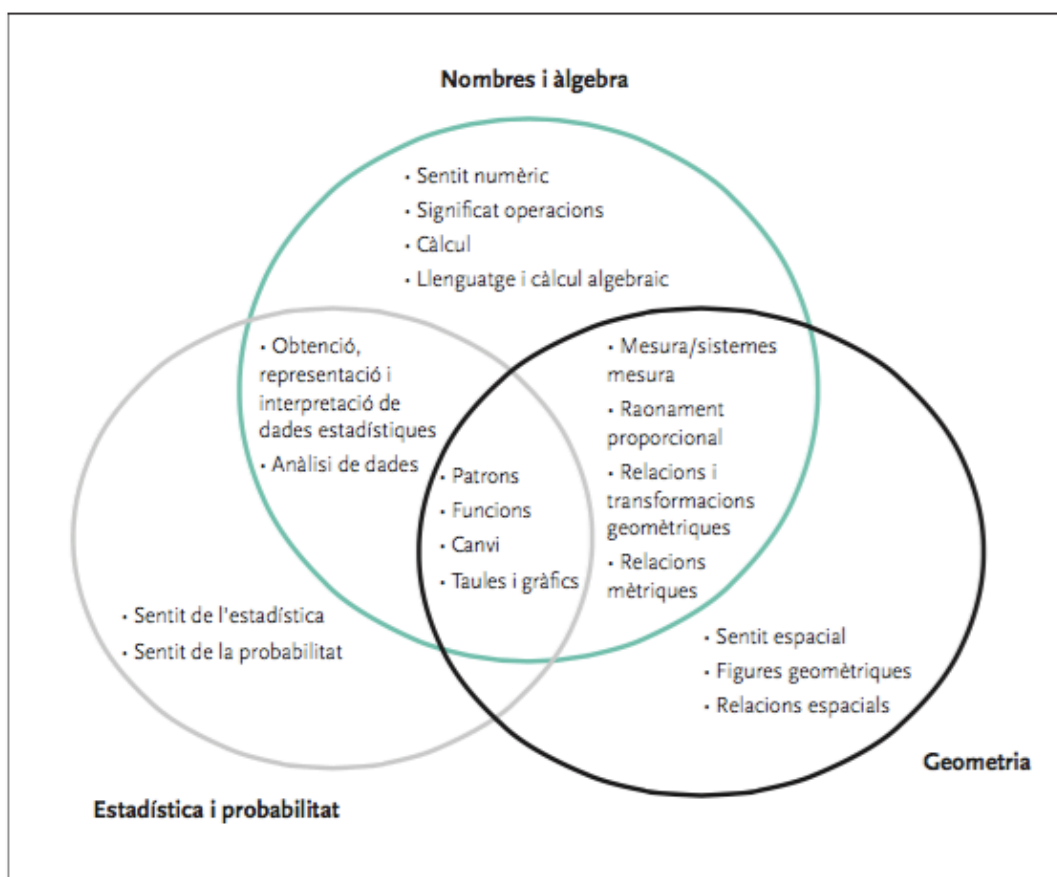 Nombres i àlgebra
· Sentit numèric
· Significat operacions
· Càlcul
· Llenguatge i càlcul algebraic
· Obtenció,
representació i
interpretació de
dades estadístiques
· Anàlisi de dades
· Mesura/sistemes
mesura
· Raonament
proporcional
· Relacions i
transformacions
geomètriques
· Relacions
mètriques
· Patrons
· Funcions
· Canvi
· Taules i gràfics
· Sentit de l'estadística
· Sentit de la probabilitat
· Sentit espacial
· Figures geomètriques
· Relacions espacials
Geometria
Estadística i probabilitat